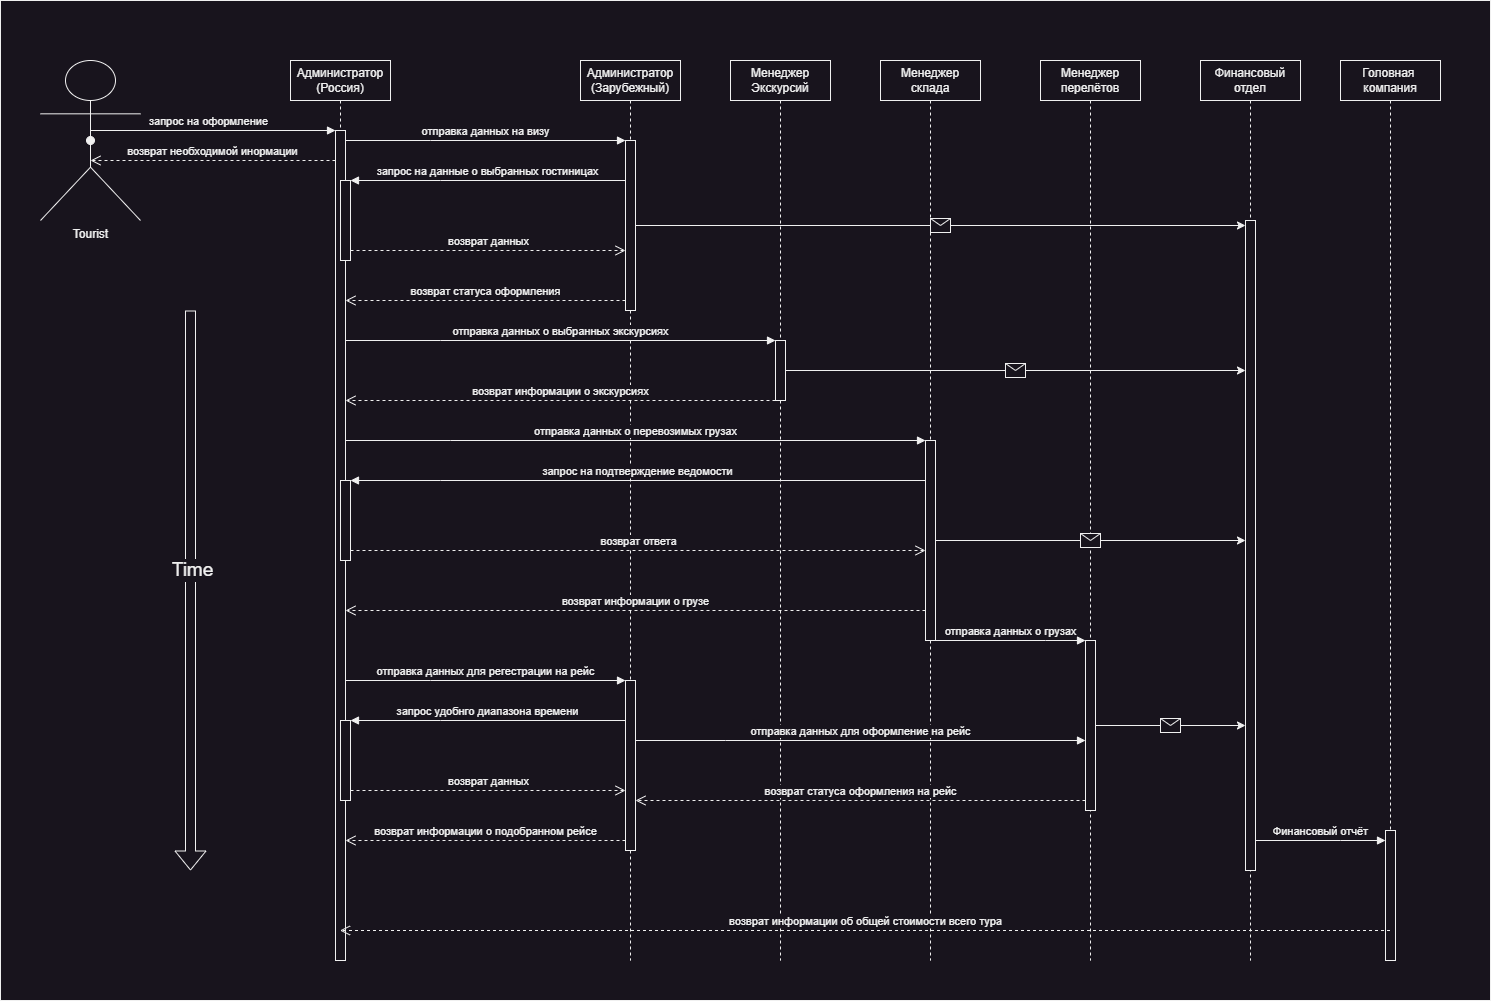 Администратор
(Россия)
Администратор
(Зарубежный)
Менеджер
Экскурсий
Менеджер
склада
Менеджер
перелётов
Финансовый
отдел
Головная
компания
запрос на оформление
отправка данных на визу
возврат необходимой инормации
запрос на данные о выбранных гостиницах
Tourist
возврат данных
возврат статуса оформления
отправка данных о выбранных экскурсиях
возврат информации о экскурсиях
отправка данных о перевозимых грузах
запрос на подтверждение ведомости
возврат ответа
Time
возврат информации о грузе
отправка данных о грузах
отправка данных для регестрации на рейс
запрос удобнго диапазона времени
отправка данных для оформление на рейс
возврат данных
возврат статуса оформления на рейс
возврат информации о подобранном рейсе
Финансовый отчёт
возврат информации об общей стоимости всего тура